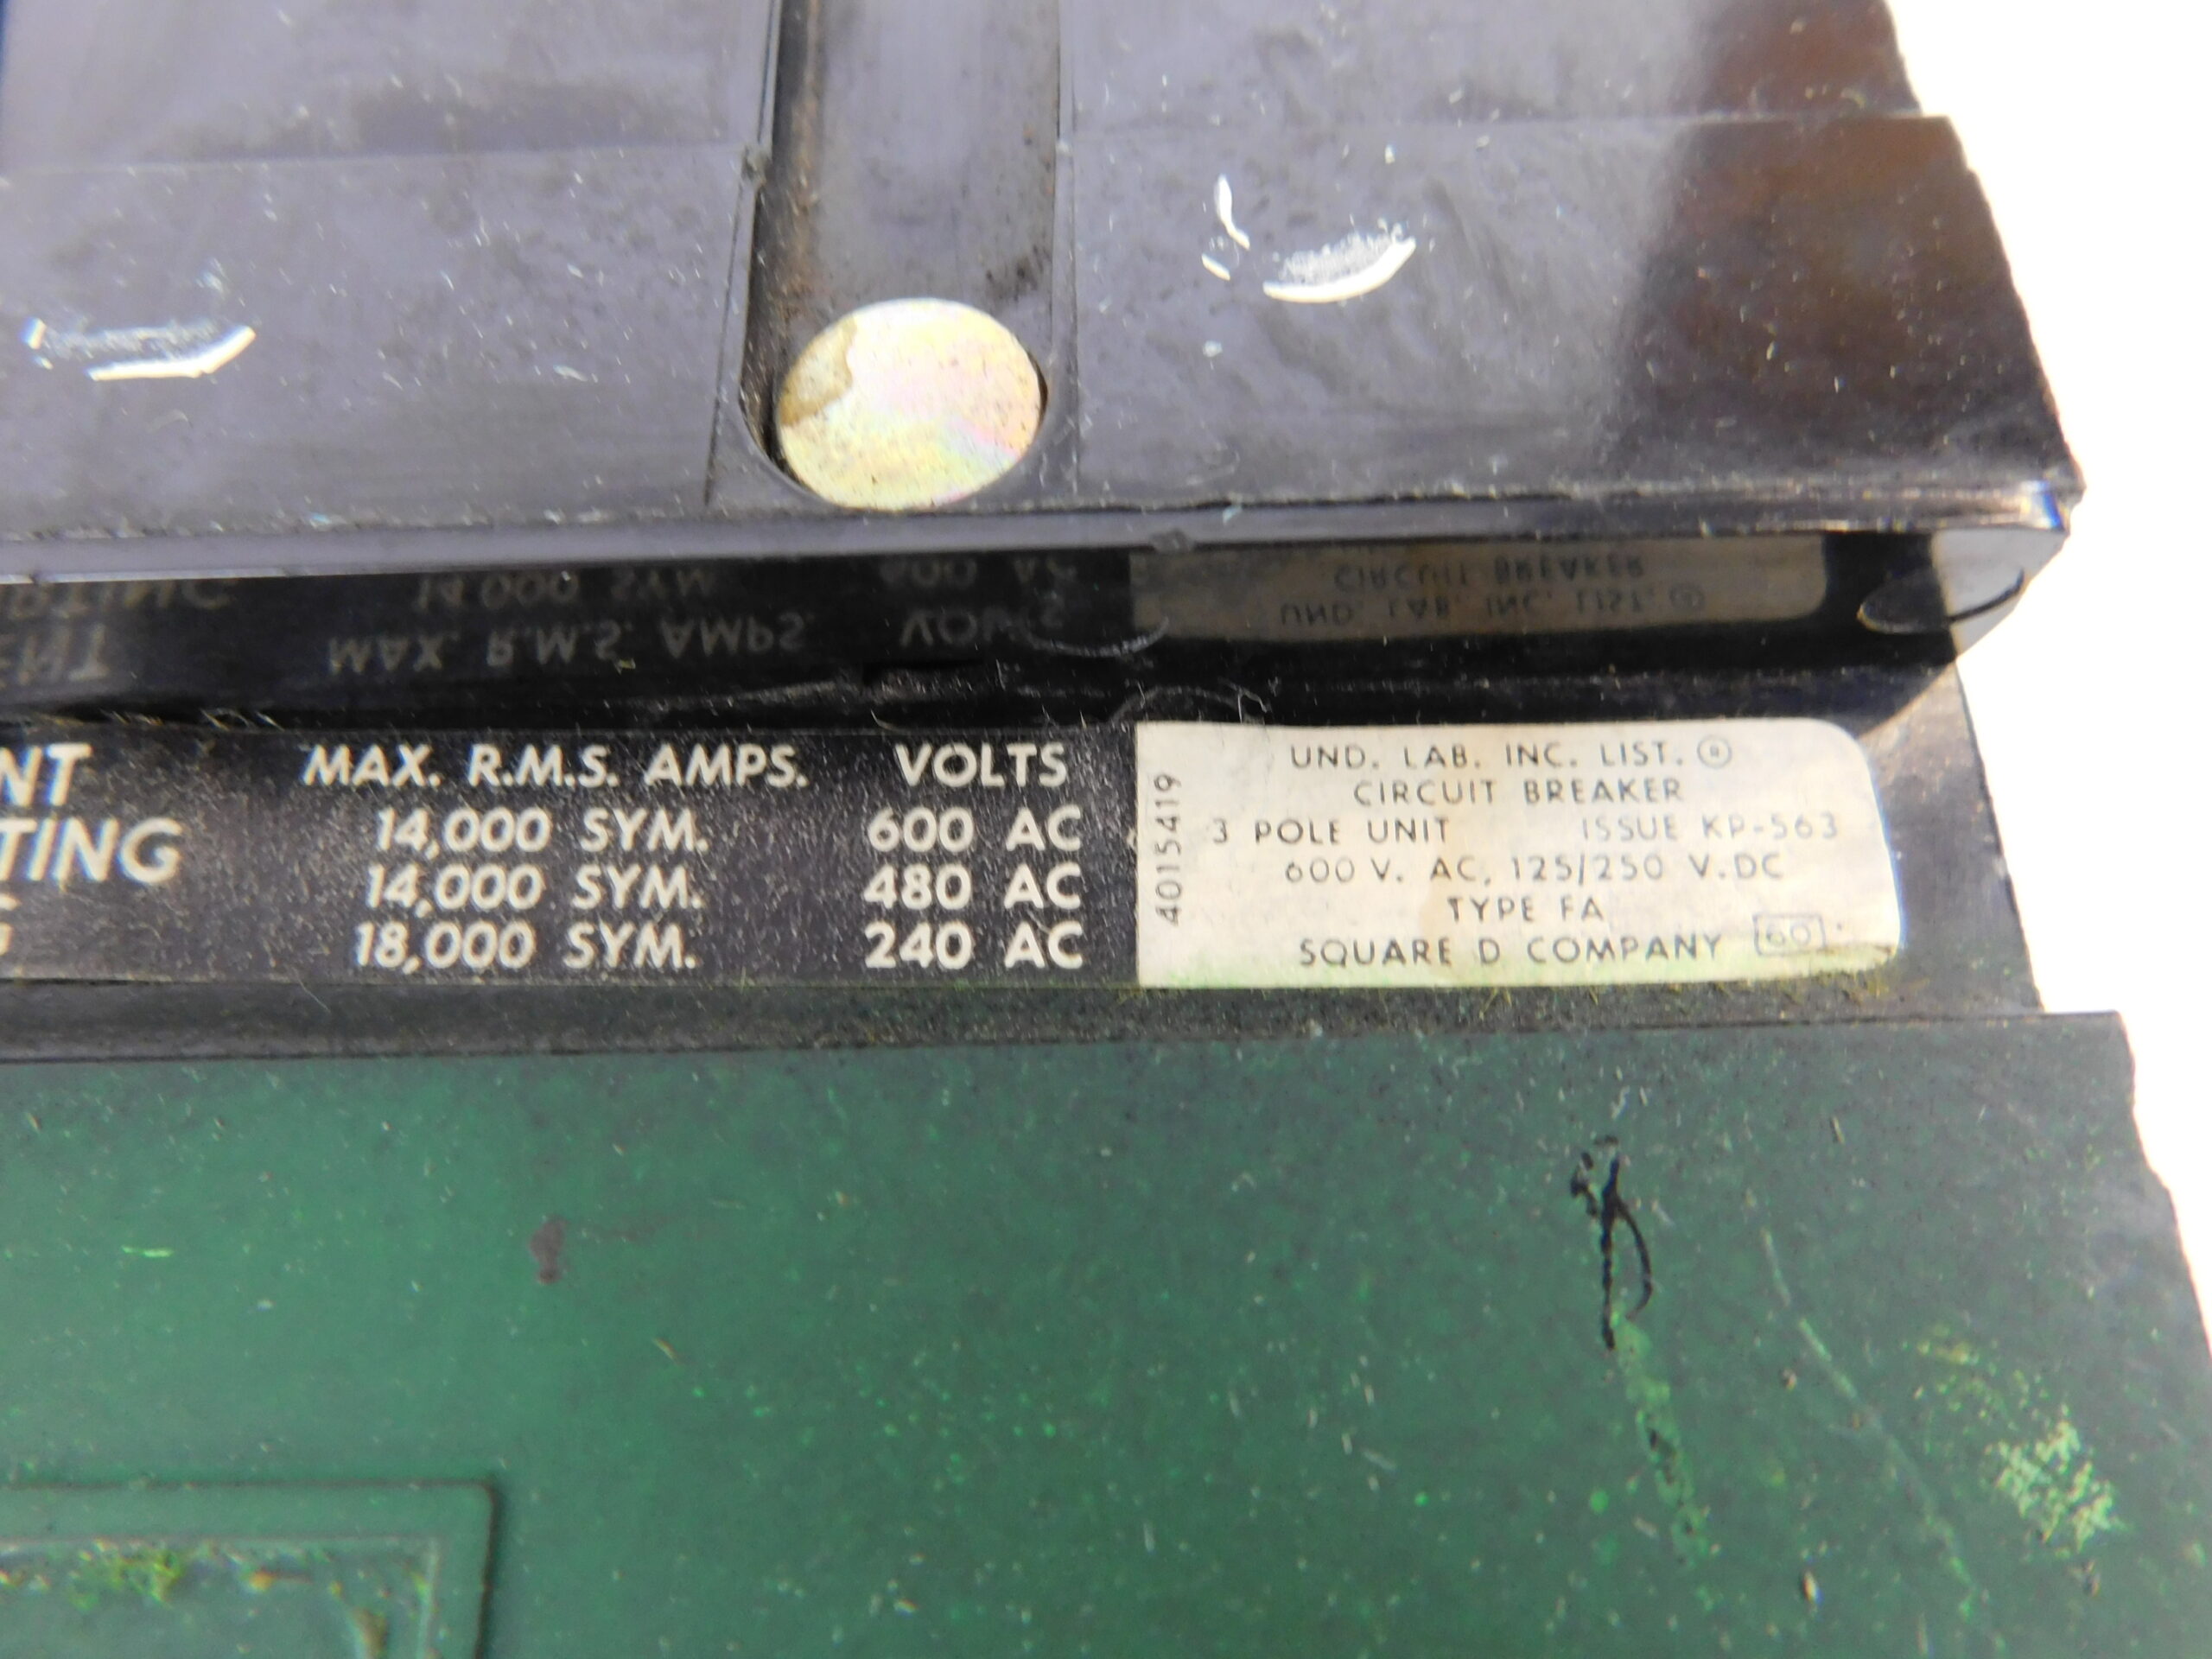 NT MAX. R.M.S. AMPS. VOLTS
TING 14,000 SYM. 600 AC
14,000 SYM. 480 AC
18,000 SYM. 240 AC
40154419
UND. LAB. INC. LIST. ®
CIRCUIT BREAKER
3 POLE UNIT ISSUE KP-563
600 V. AC, 125/250 V.DC
TYPE FA
SQUARE D COMPANY 60